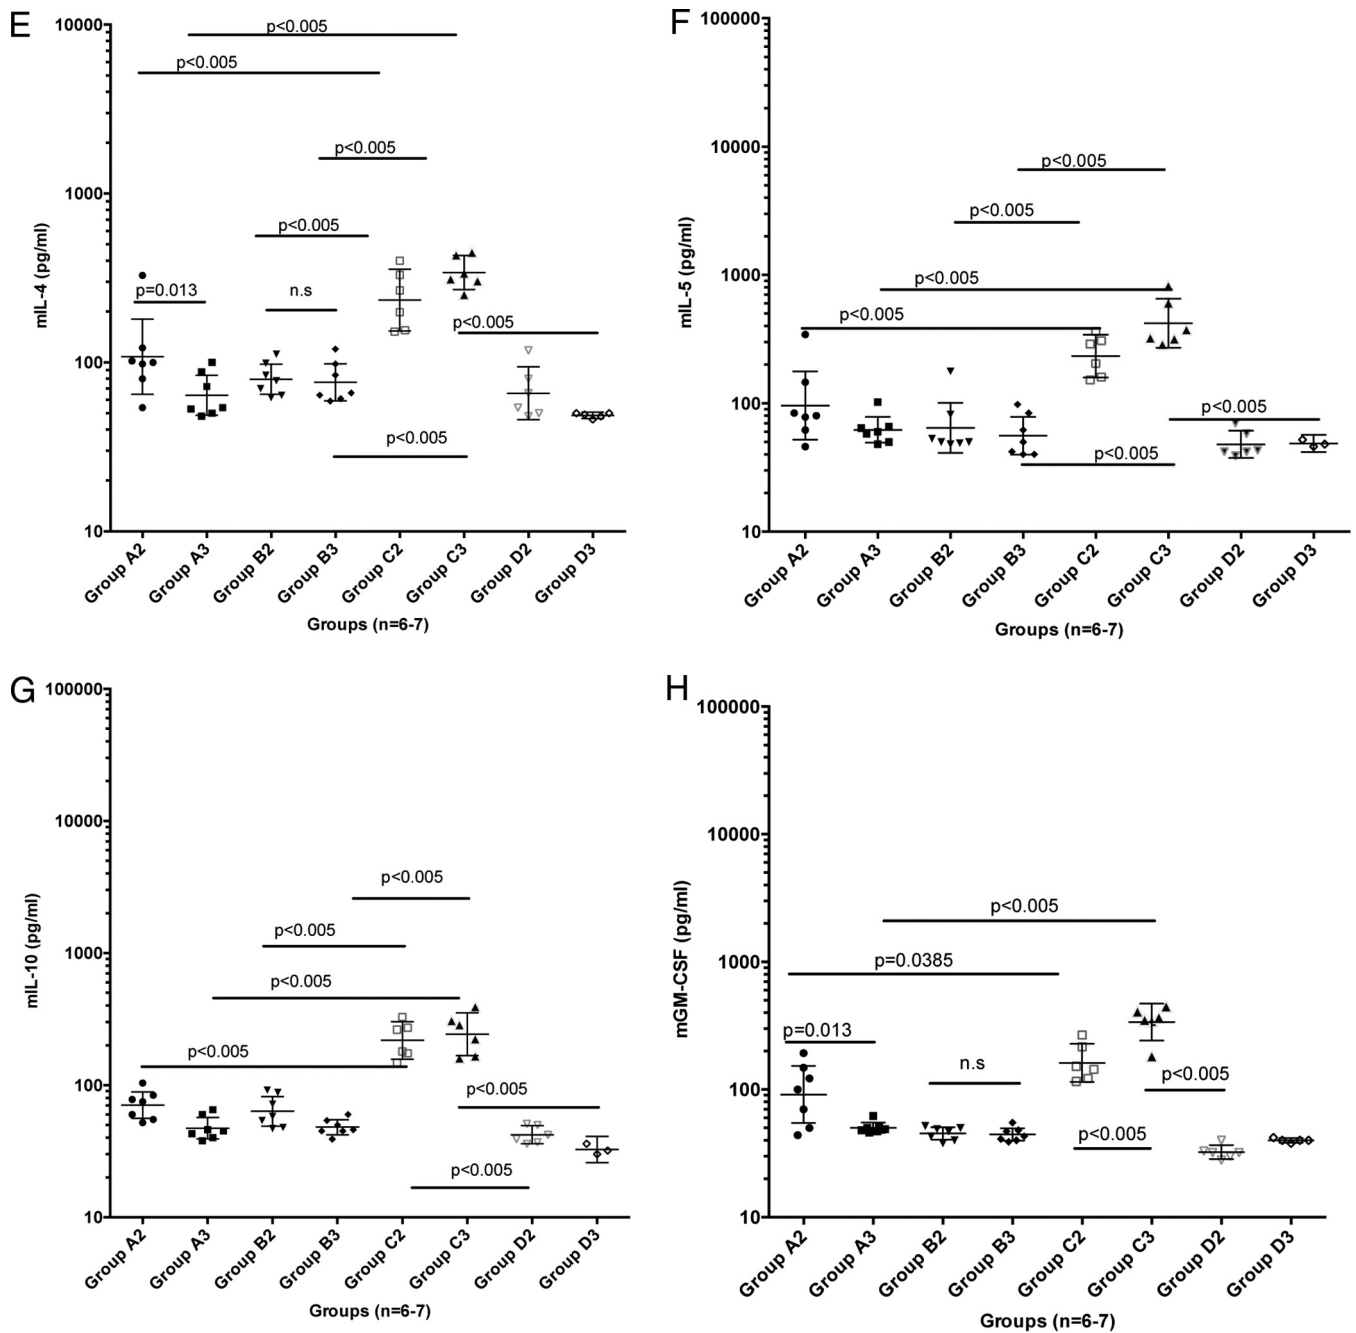 E
10000
1000
100
10
mIL-4 (pg/ml)
p<0.005
p<0.005
p<0.005
p<0.005
p=0.013
n.s
p<0.005
p<0.005
Group A2
Group A3
Group B2
Group B3
Group C2
Group C3
Group D2
Group D3
Groups (n=6-7)
F
100000
10000
1000
100
10
mIL-5 (pg/ml)
p<0.005
p<0.005
p<0.005
p<0.005
p<0.005
p<0.005
Group A2
Group A3
Group B2
Group B3
Group C2
Group C3
Group D2
Group D3
Groups (n=6-7)
G
100000
10000
1000
100
10
mIL-10 (pg/ml)
p<0.005
p<0.005
p<0.005
p<0.005
p<0.005
p<0.005
Group A2
Group A3
Group B2
Group B3
Group C2
Group C3
Group D2
Group D3
Groups (n=6-7)
H
100000
10000
1000
100
10
mGM-CSF (pg/ml)
p<0.005
p=0.0385
p=0.013
n.s
p<0.005
p<0.005
Group A2
Group A3
Group B2
Group B3
Group C2
Group C3
Group D2
Group D3
Groups (n=6-7)